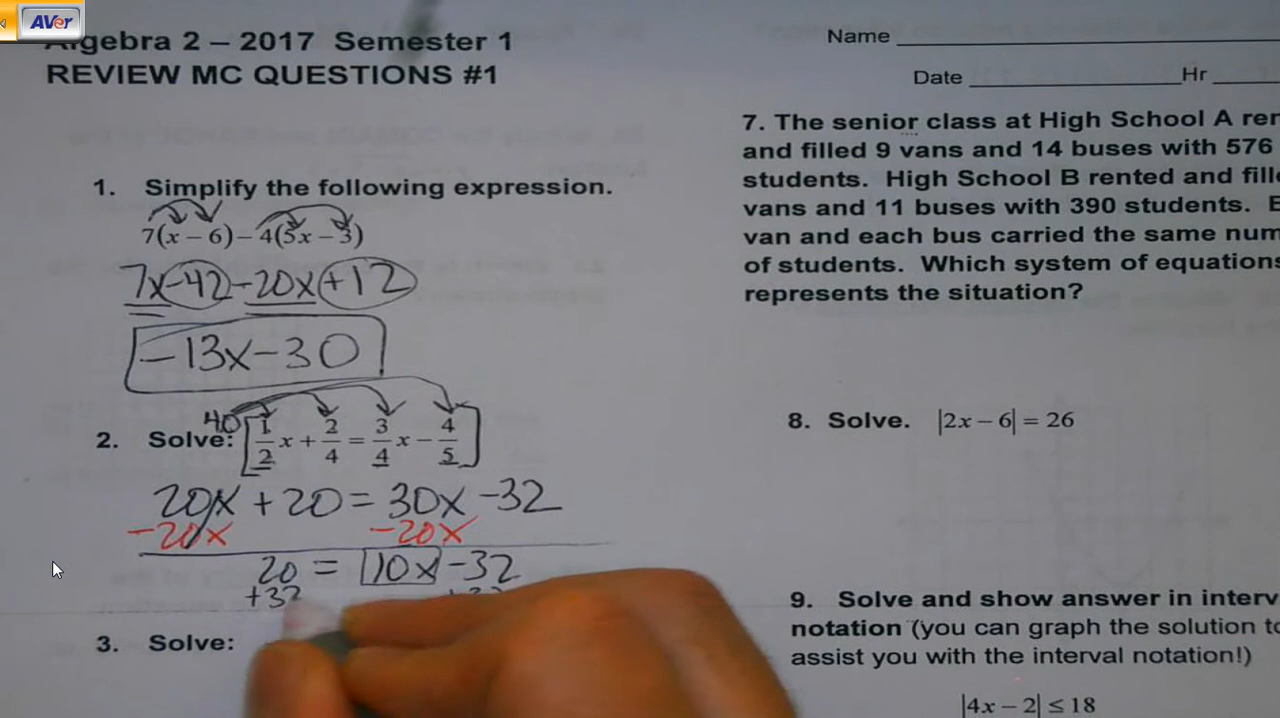 AVer
Algebra 2 – 2017 Semester 1
REVIEW MC QUESTIONS #1
1. Simplify the following expression.
7(x − 6) − 4(5x − 3)
7x-42-20x+12
-13x-30
40
2. Solve: [1/2 x + 2/4 = 3/4 x − 4/5]
20x + 20 = 30x - 32
-20x -20x
20 = 10x - 32
+32 +32
3. Solve:
Name
Date Hr
7. The senior class at High School A ren
and filled 9 vans and 14 buses with 576
students. High School B rented and fille
vans and 11 buses with 390 students. E
van and each bus carried the same num
of students. Which system of equations
represents the situation?
8. Solve. |2x − 6| = 26
9. Solve and show answer in interv
notation (you can graph the solution to
assist you with the interval notation!)
|4x − 2| ≤ 18